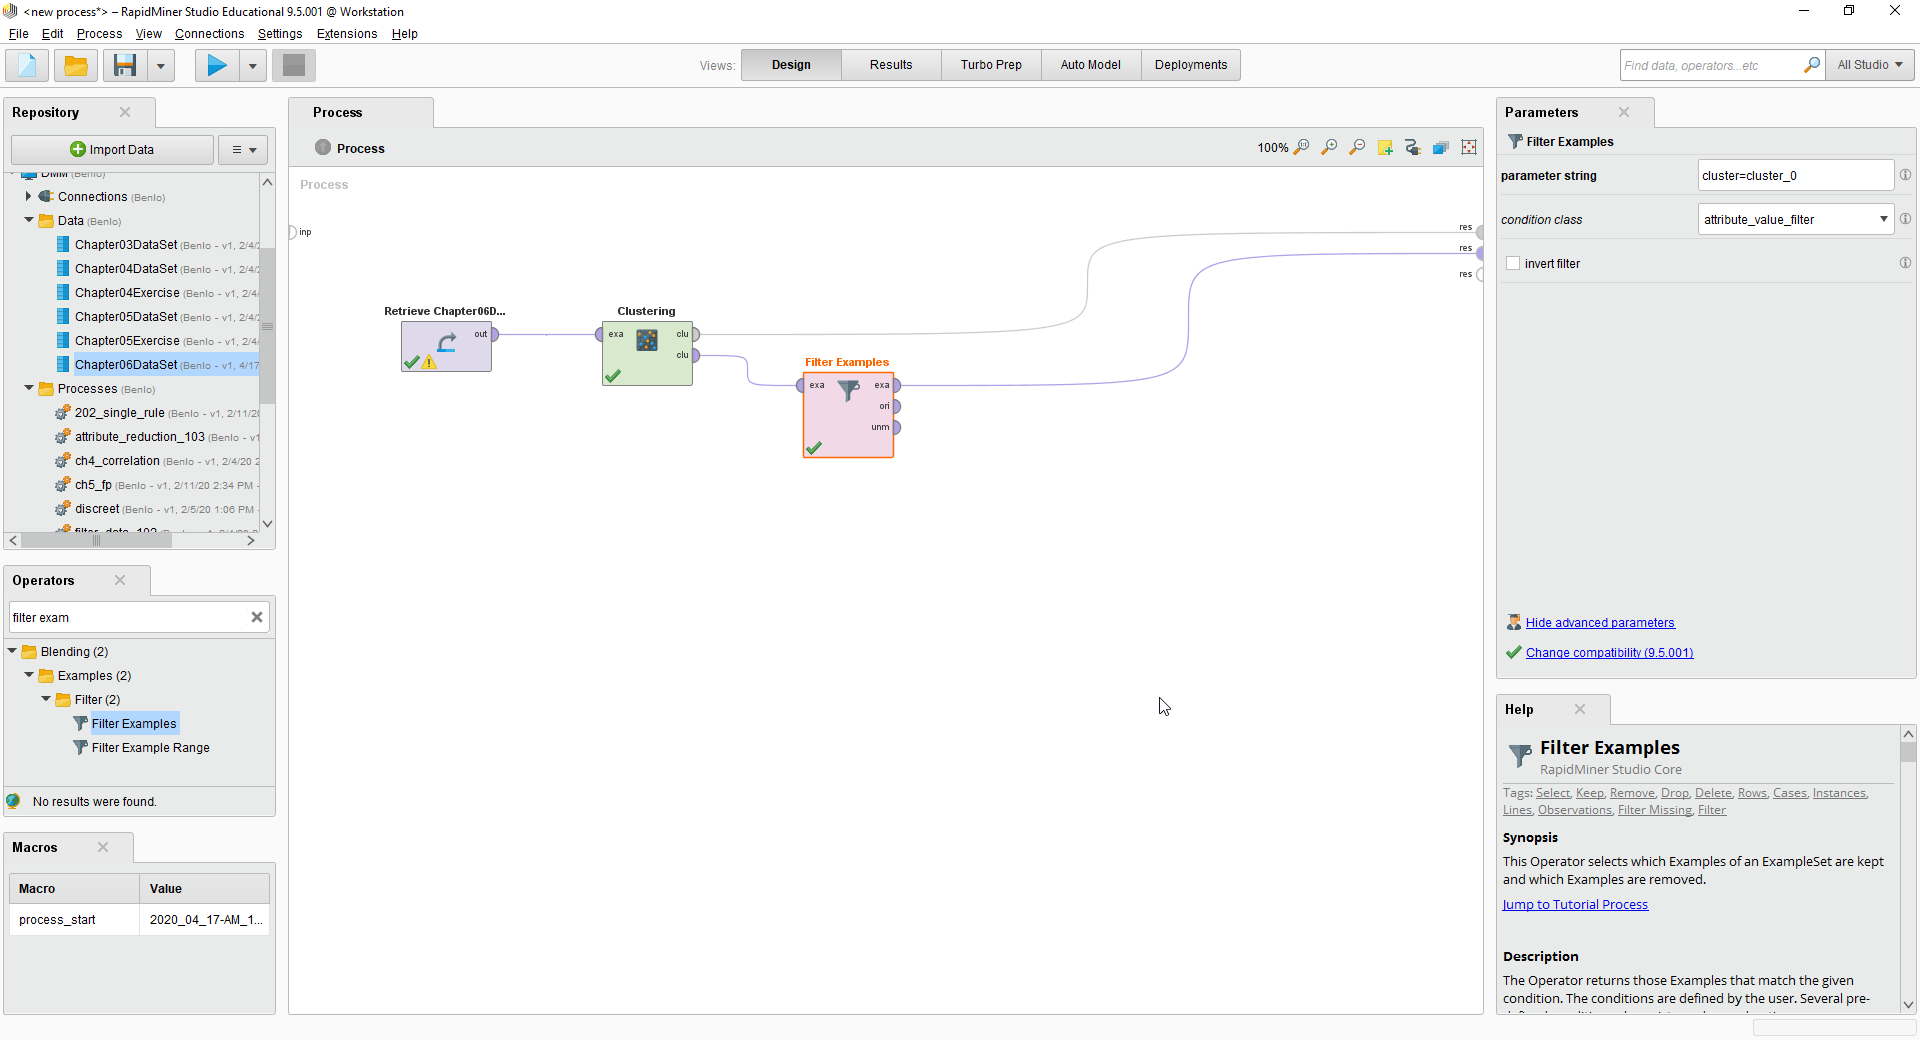 <new process*> – RapidMiner Studio Educational 9.5.001 @ Workstation
File Edit Process View Connections Settings Extensions Help
Views: Design Results Turbo Prep Auto Model Deployments
Find data, operators...etc All Studio
Repository
Import Data
DMM (Benlo)
Connections (Benlo)
Data (Benlo)
Chapter03DataSet (Benlo - v1, 2/4/2
Chapter04DataSet (Benlo - v1, 2/4/
Chapter04Exercise (Benlo - v1, 2/4/
Chapter05DataSet (Benlo - v1, 2/4/
Chapter05Exercise (Benlo - v1, 2/4/
Chapter06DataSet (Benlo - v1, 4/17
Processes (Benlo)
202_single_rule (Benlo - v1, 2/11/20
attribute_reduction_103 (Benlo - v1
ch4_correlation (Benlo - v1, 2/4/20 2
ch5_fp (Benlo - v1, 2/11/20 2:34 PM -
discreet (Benlo - v1, 2/5/20 1:06 PM -
Operators
filter exam
Blending (2)
Examples (2)
Filter (2)
Filter Examples
Filter Example Range
No results were found.
Macros
Macro Value
process_start 2020_04_17-AM_1...
Process
Process
100%
Process
inp
res
res
res
Retrieve Chapter06D...
out
Clustering
exa clu
clu
Filter Examples
exa exa
ori
unm
Parameters
Filter Examples
parameter string cluster=cluster_0
condition class attribute_value_filter
invert filter
Hide advanced parameters
Change compatibility (9.5.001)
Help
Filter Examples
RapidMiner Studio Core
Tags: Select, Keep, Remove, Drop, Delete, Rows, Cases, Instances,
Lines, Observations, Filter Missing, Filter
Synopsis
This Operator selects which Examples of an ExampleSet are kept
and which Examples are removed.
Jump to Tutorial Process
Description
The Operator returns those Examples that match the given
condition. The conditions are defined by the user. Several pre-